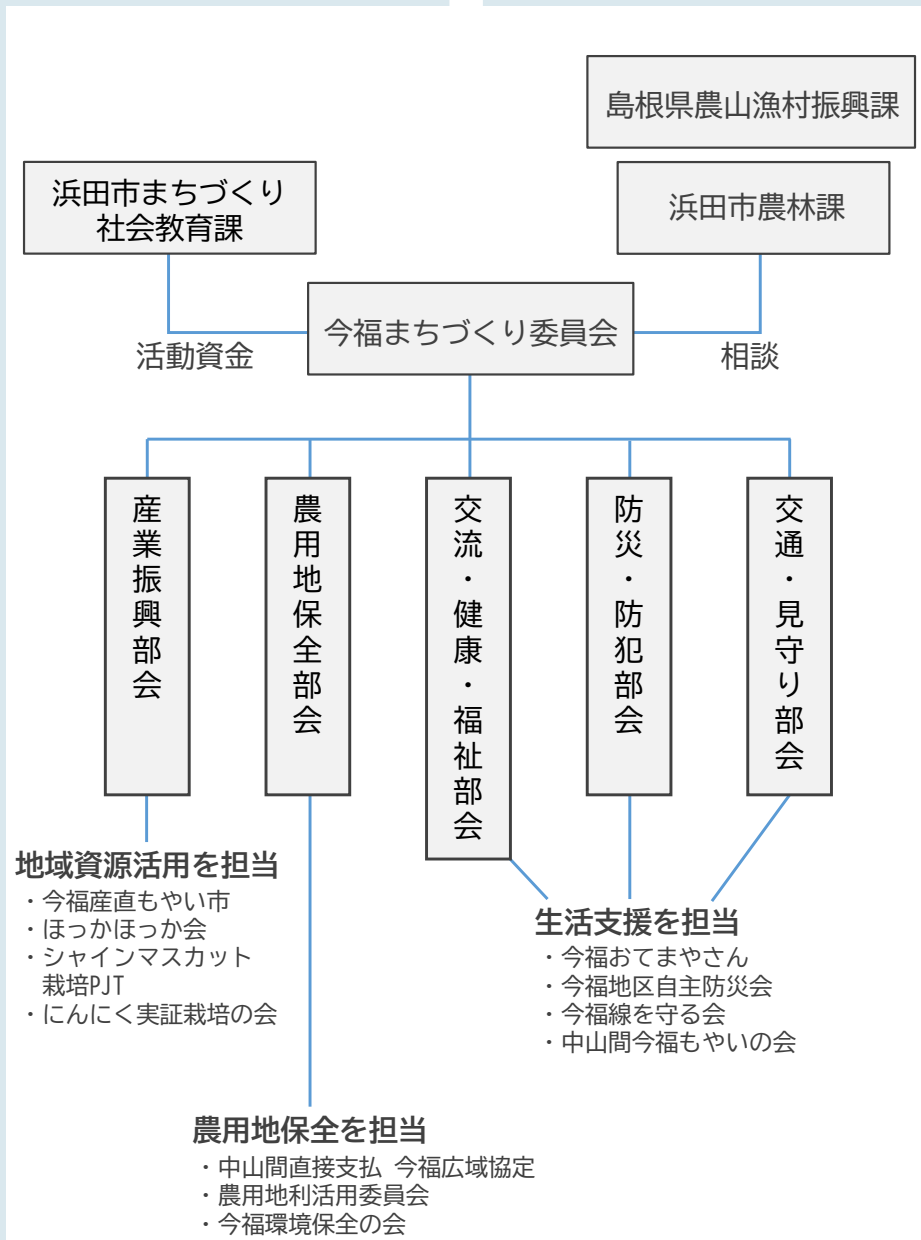 島根県農山漁村振興課
浜田市まちづくり
社会教育課
浜田市農林課
今福まちづくり委員会
活動資金
相談
産業振興部会
農用地保全部会
交流・健康・福祉部会
防災・防犯部会
交通・見守り部会
地域資源活用を担当
・今福産直もやい市
・ほっかほっか会
・シャインマスカット
栽培PJT
・にんにく実証栽培の会
生活支援を担当
・今福おてまやさん
・今福地区自主防災会
・今福線を守る会
・中山間今福もやいの会
農用地保全を担当
・中山間直接支払 今福広域協定
・農用地利活用委員会
・今福環境保全の会